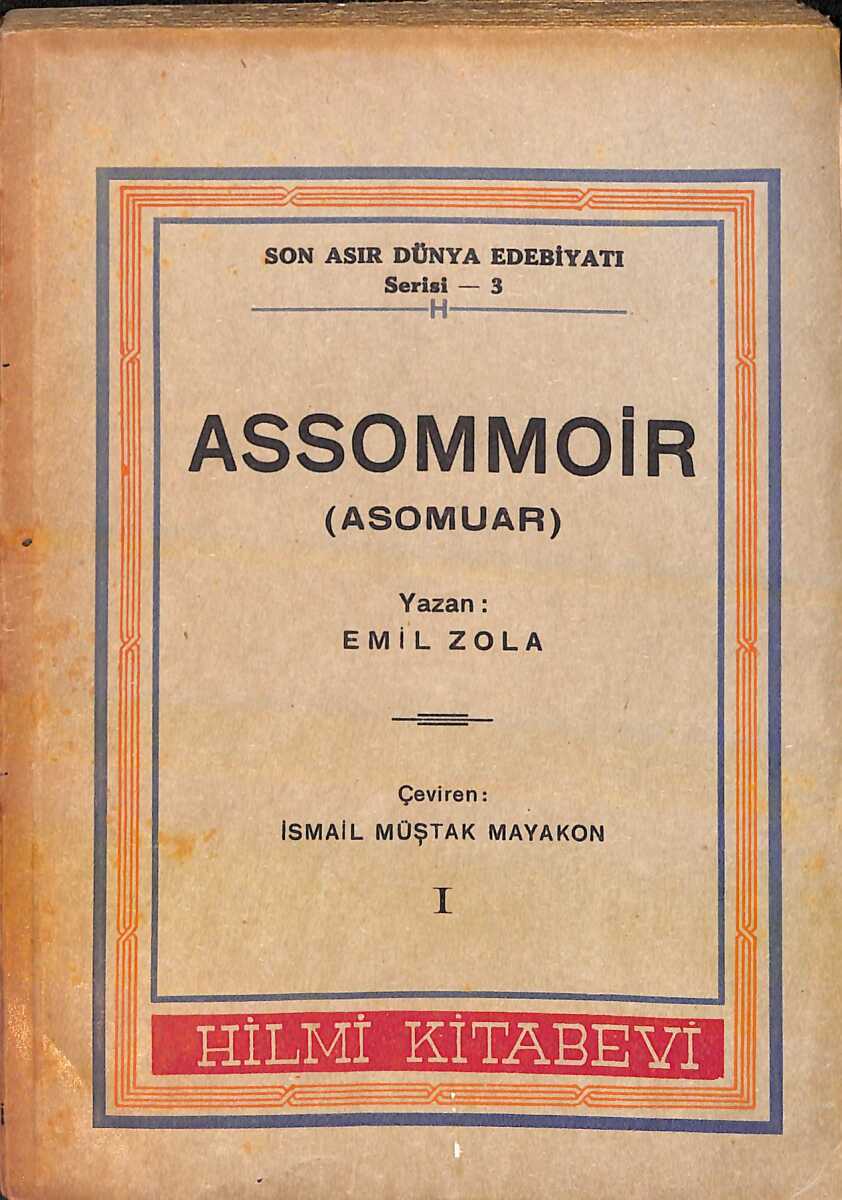 SON ASIR DÜNYA EDEBİYATI
Serisi — 3
H
ASSOMMOİR
(ASOMUAR)
Yazan :
EMİL ZOLA
Çeviren :
İSMAİL MÜŞTAK MAYAKON
I
HİLMİ KİTABEVİ